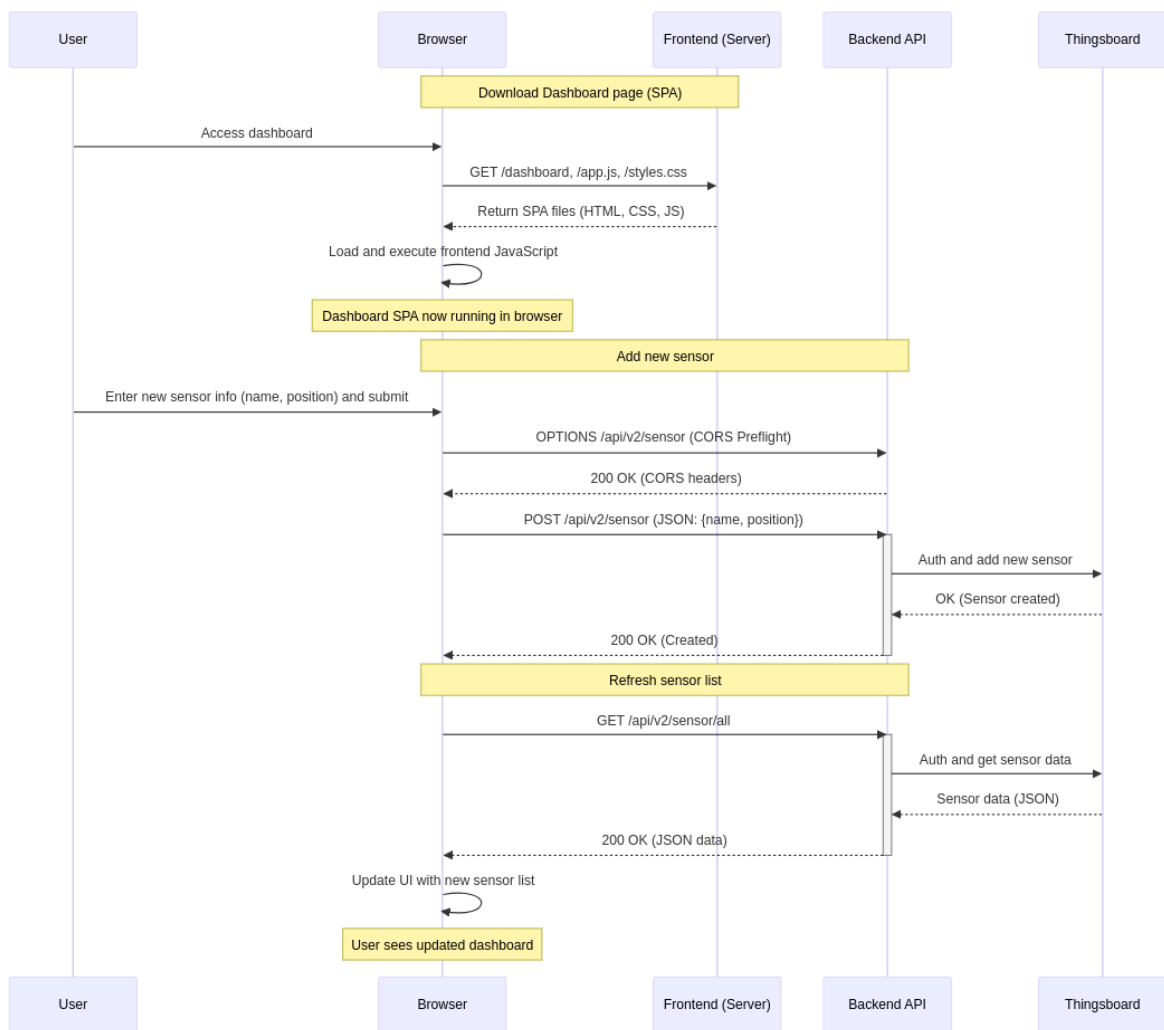 User
Browser
Frontend (Server)
Backend API
Thingsboard
Download Dashboard page (SPA)
Access dashboard
GET /dashboard, /app.js, /styles.css
Return SPA files (HTML, CSS, JS)
Load and execute frontend JavaScript
Dashboard SPA now running in browser
Add new sensor
Enter new sensor info (name, position) and submit
OPTIONS /api/v2/sensor (CORS Preflight)
200 OK (CORS headers)
POST /api/v2/sensor (JSON: {name, position})
Auth and add new sensor
OK (Sensor created)
200 OK (Created)
Refresh sensor list
GET /api/v2/sensor/all
Auth and get sensor data
Sensor data (JSON)
200 OK (JSON data)
Update UI with new sensor list
User sees updated dashboard
User
Browser
Frontend (Server)
Backend API
Thingsboard